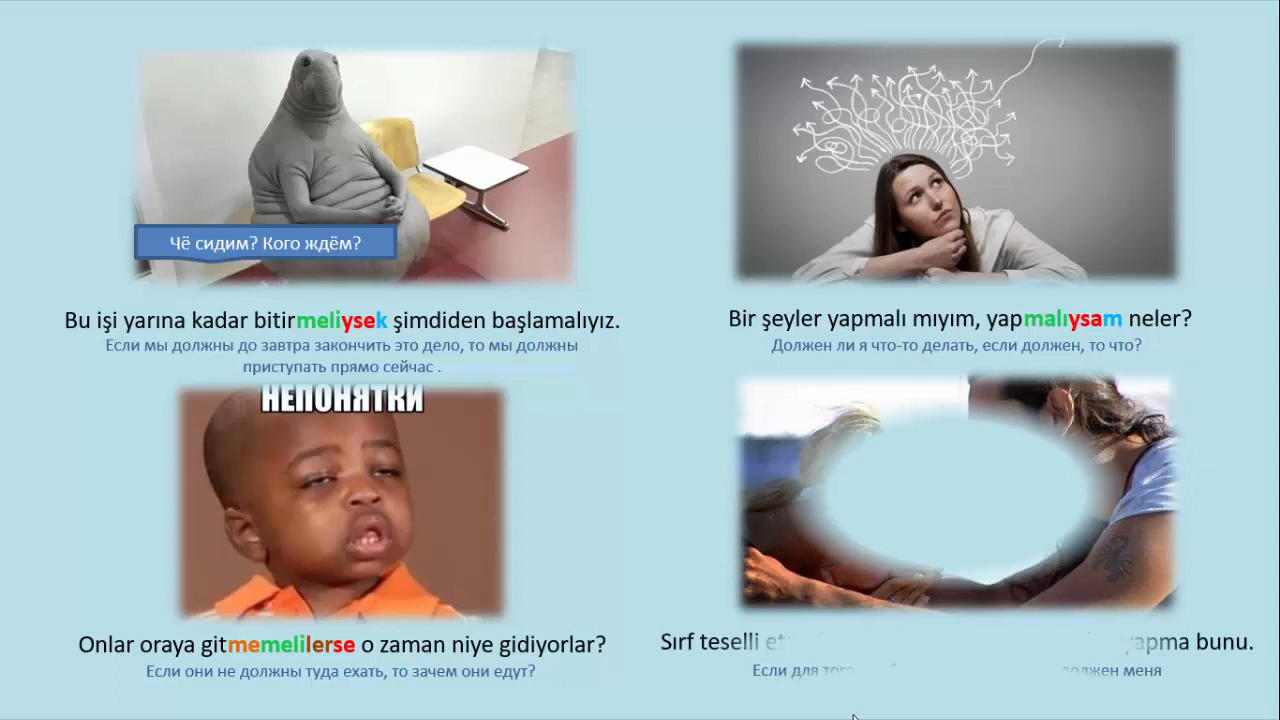 Чё сидим? Кого ждём?
Bu işi yarına kadar bitirmeliysek şimdiden başlamalıyız.
Если мы должны до завтра закончить это дело, то мы должны
приступать прямо сейчас .
Bir şeyler yapmalı mıyım, yapmalıysam neler?
Должен ли я что-то делать, если должен, то что?
НЕПОНЯТКИ
Onlar oraya gitmemelilerse o zaman niye gidiyorlar?
Если они не должны туда ехать, то зачем они едут?
Sırf teselli yapma bunu.
Если для должен меня